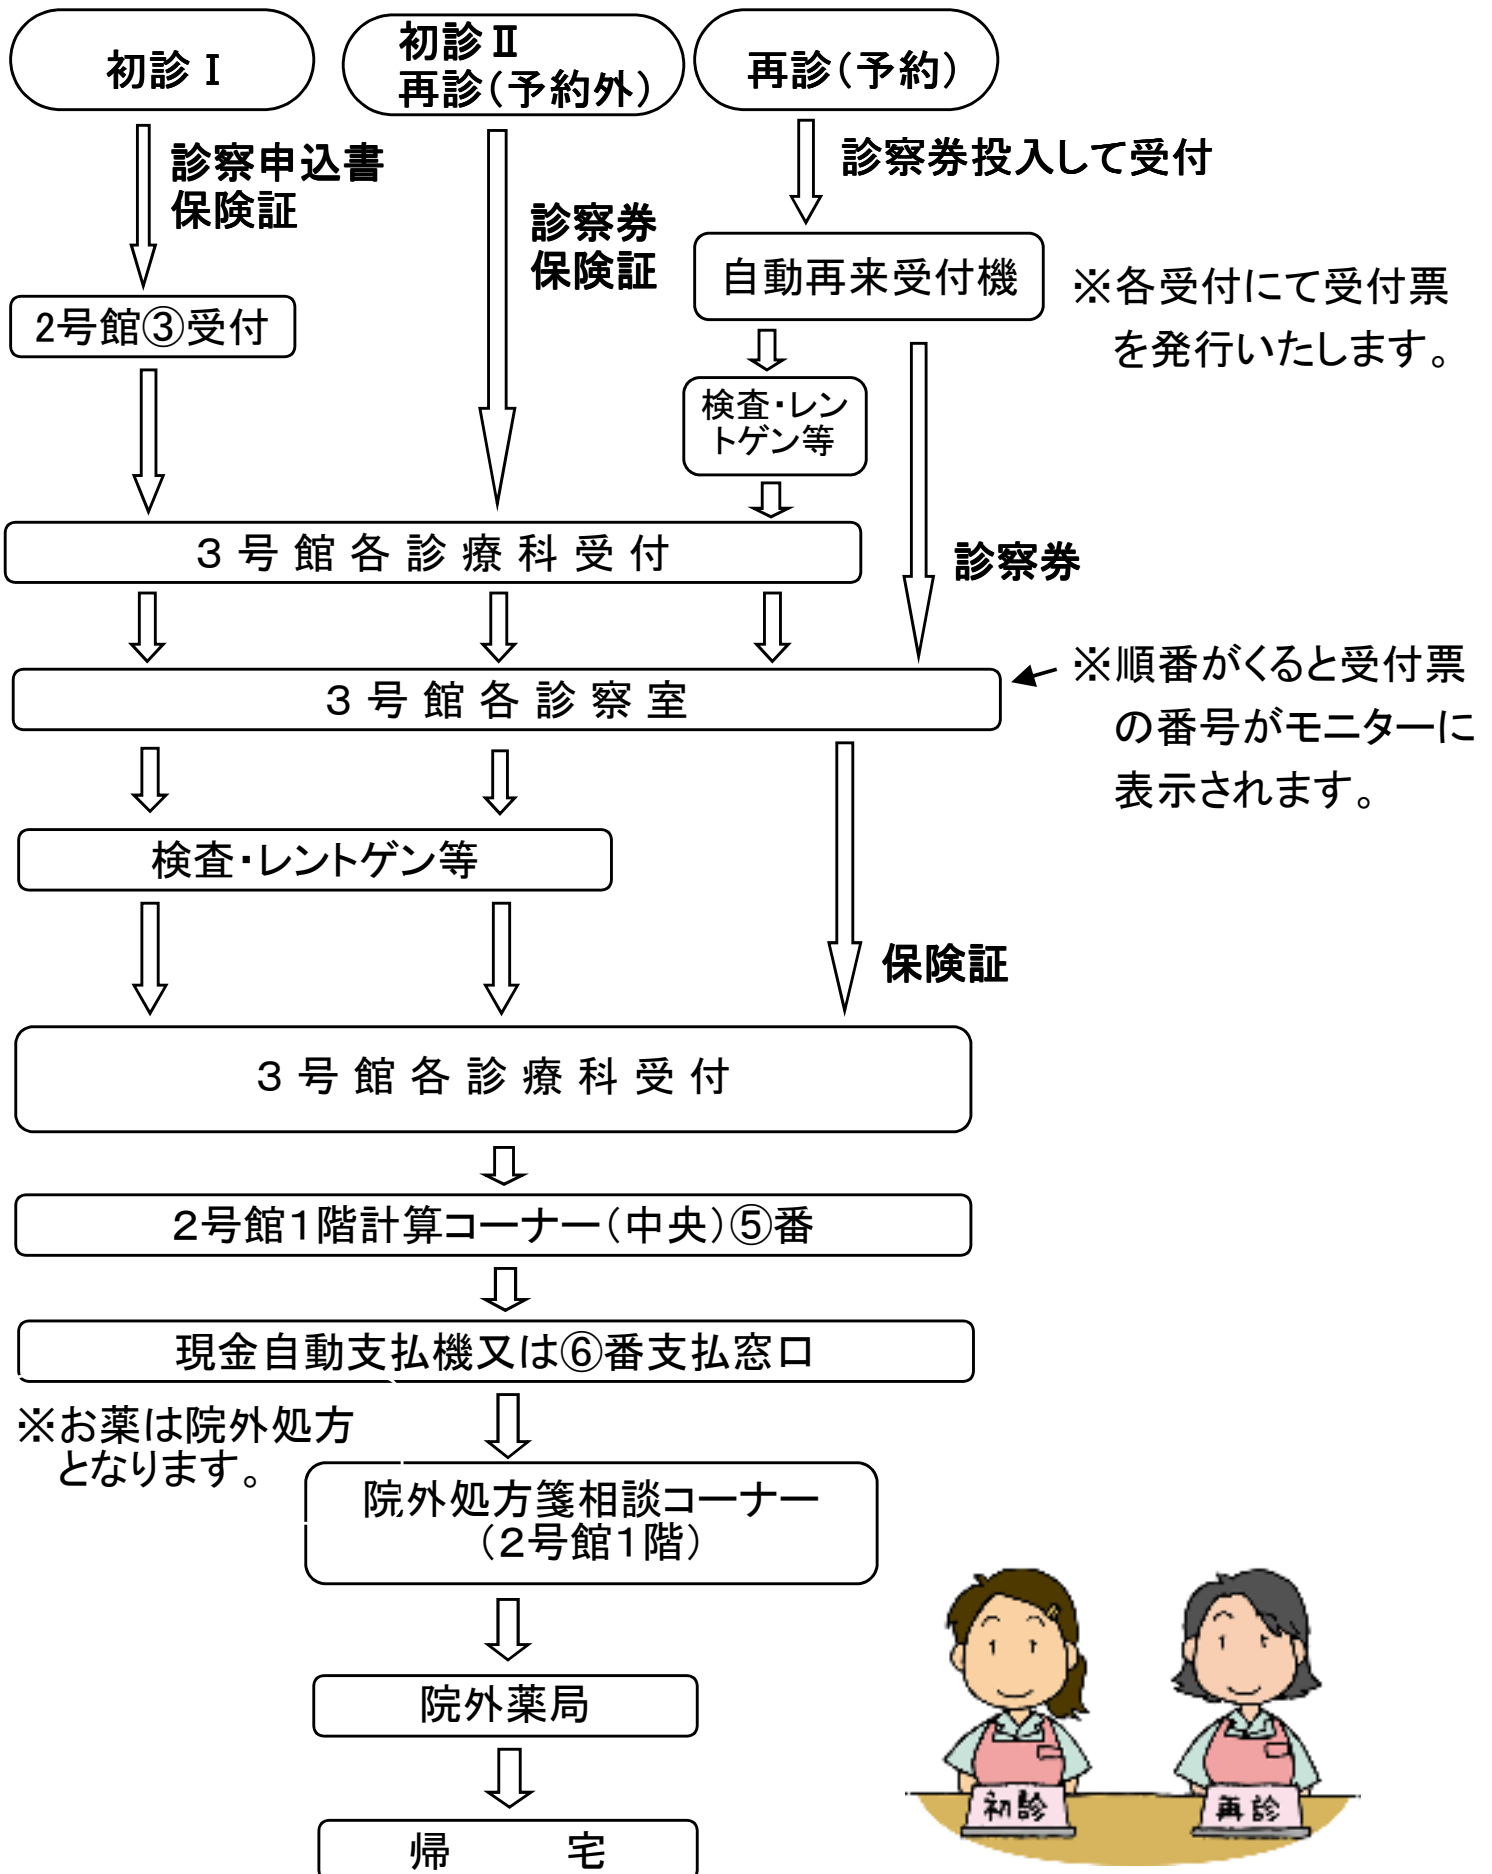 初診Ⅰ
初診Ⅱ
再診(予約外)
再診(予約)
診察申込書
保険証
診察券
保険証
診察券投入して受付
自動再来受付機
※各受付にて受付票
を発行いたします。
2号館③受付
検査・レン
トゲン等
3号館各診療科受付
診察券
3号館各診察室
※順番がくると受付票
の番号がモニターに
表示されます。
検査・レントゲン等
保険証
3号館各診療科受付
2号館1階計算コーナー(中央)⑤番
現金自動支払機又は⑥番支払窓口
※お薬は院外処方
となります。
院外処方箋相談コーナー
(2号館1階)
院外薬局
帰宅
初診
再診